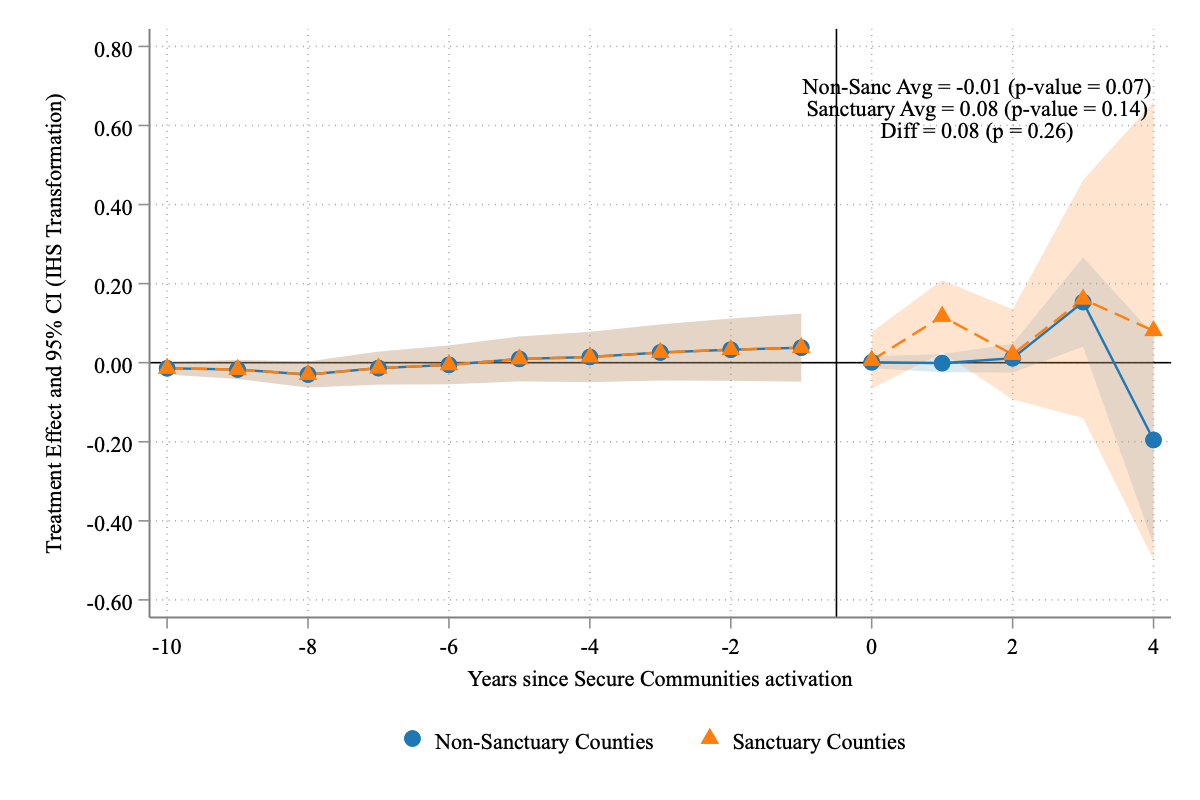 Non-Sanc Avg = -0.01 (p-value = 0.07)
Sanctuary Avg = 0.08 (p-value = 0.14)
Diff = 0.08 (p = 0.26)
Treatment Effect and 95% CI (IHS Transformation)
0.80
0.60
0.40
0.20
0.00
-0.20
-0.40
-0.60
-10 -8 -6 -4 -2 0 2 4
Years since Secure Communities activation
Non-Sanctuary Counties Sanctuary Counties